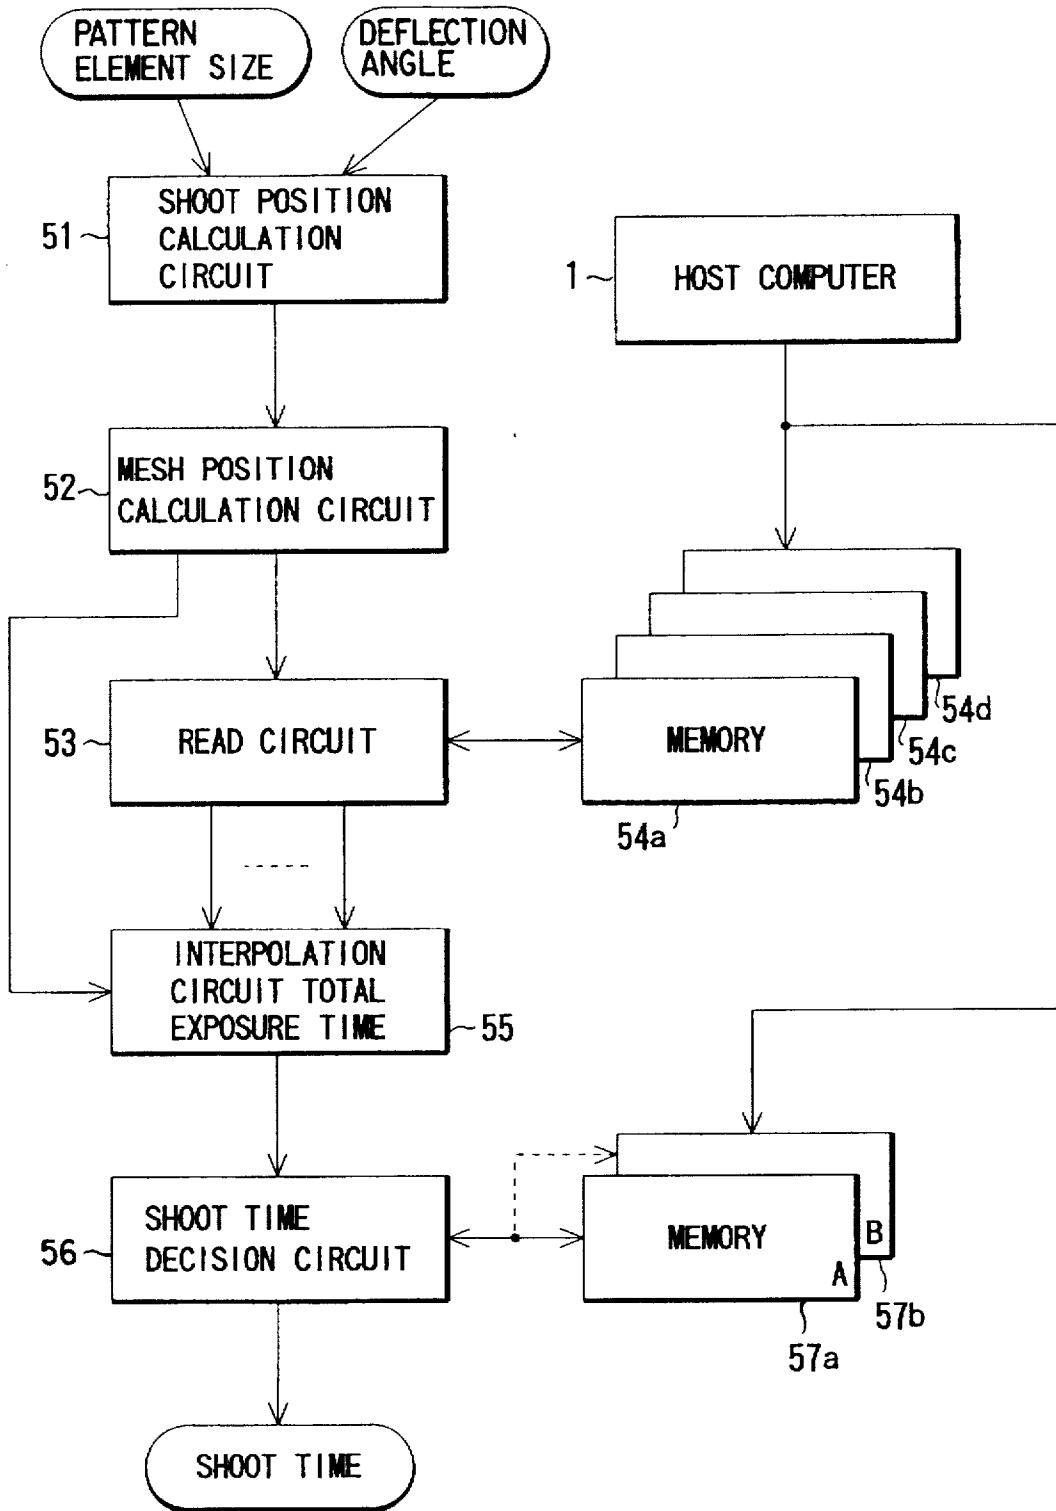 PATTERN
ELEMENT SIZE
DEFLECTION
ANGLE
51
SHOOT POSITION
CALCULATION
CIRCUIT
1
HOST COMPUTER
52
MESH POSITION
CALCULATION CIRCUIT
53
READ CIRCUIT
MEMORY
54d
54c
54b
54a
INTERPOLATION
CIRCUIT TOTAL
EXPOSURE TIME
55
56
SHOOT TIME
DECISION CIRCUIT
MEMORY
A
B
57b
57a
SHOOT TIME